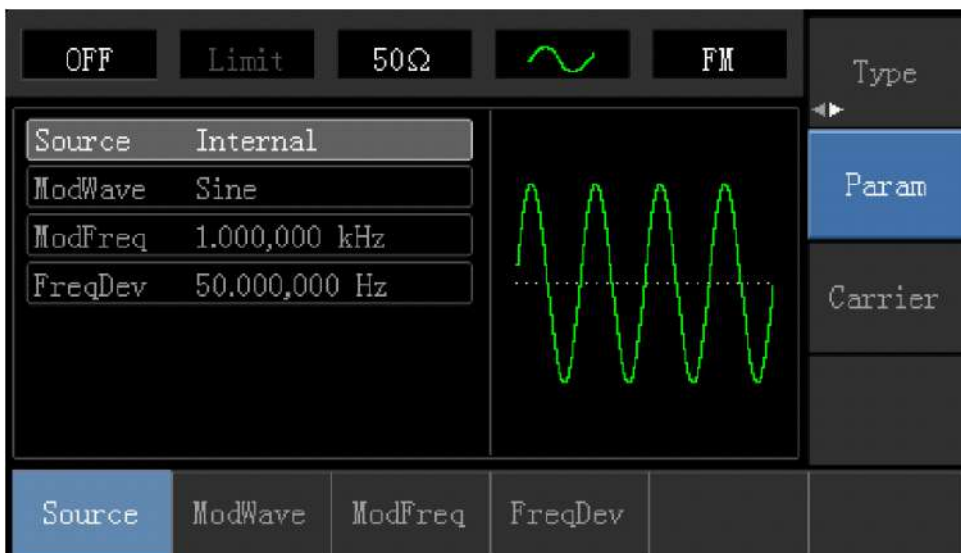 OFF Limit 50Ω FM
Type
Source Internal
ModWave Sine
ModFreq 1.000,000 kHz
FreqDev 50.000,000 Hz
Param
Carrier
Source ModWave ModFreq FreqDev